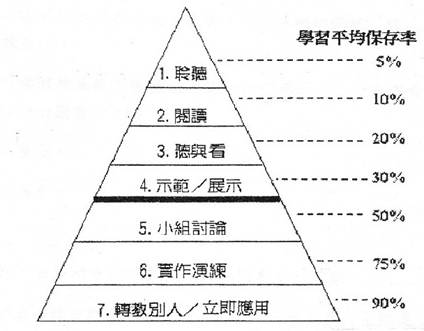 學習平均保存率
5%
1. 聆聽
10%
2. 閱讀
20%
3. 聽與看
30%
4. 示範／展示
50%
5. 小組討論
75%
6. 實作演練
90%
7. 轉教別人／立即應用